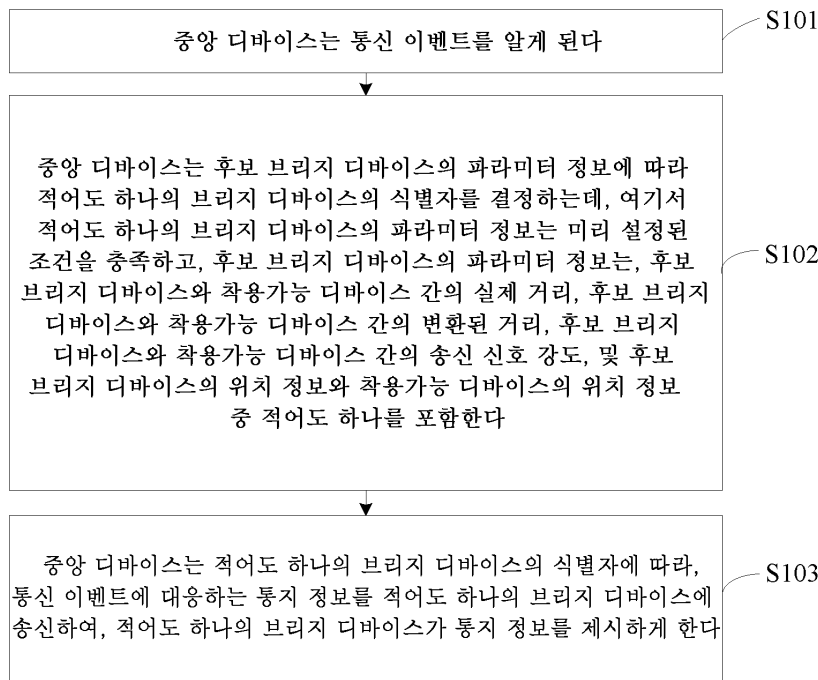 중앙 디바이스는 통신 이벤트를 알게 된다
S101
중앙 디바이스는 후보 브리지 디바이스의 파라미터 정보에 따라
적어도 하나의 브리지 디바이스의 식별자를 결정하는데, 여기서
적어도 하나의 브리지 디바이스의 파라미터 정보는 미리 설정된
조건을 충족하고, 후보 브리지 디바이스의 파라미터 정보는, 후보
브리지 디바이스와 착용가능 디바이스 간의 실제 거리, 후보 브리지
디바이스와 착용가능 디바이스 간의 변환된 거리, 후보 브리지
디바이스와 착용가능 디바이스 간의 송신 신호 강도, 및 후보
브리지 디바이스의 위치 정보와 착용가능 디바이스의 위치 정보
중 적어도 하나를 포함한다
S102
중앙 디바이스는 적어도 하나의 브리지 디바이스의 식별자에 따라,
통신 이벤트에 대응하는 통지 정보를 적어도 하나의 브리지 디바이스에
송신하여, 적어도 하나의 브리지 디바이스가 통지 정보를 제시하게 한다
S103